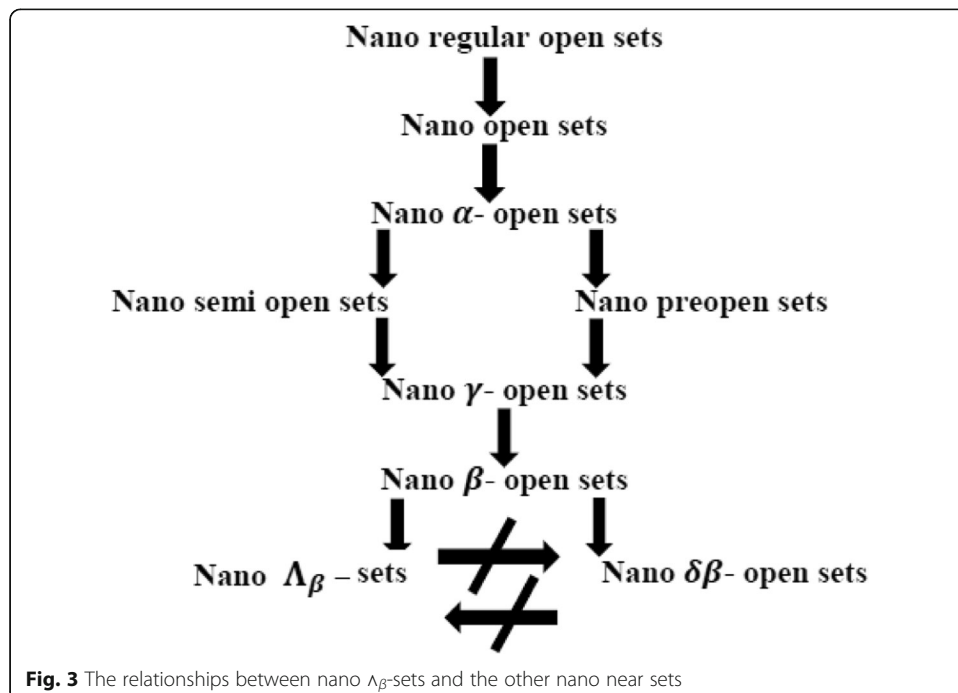 Nano regular open sets
Nano open sets
Nano α- open sets
Nano semi open sets Nano preopen sets
Nano γ- open sets
Nano β- open sets
Nano Λβ – sets Nano δβ- open sets
Fig. 3 The relationships between nano ∧β-sets and the other nano near sets